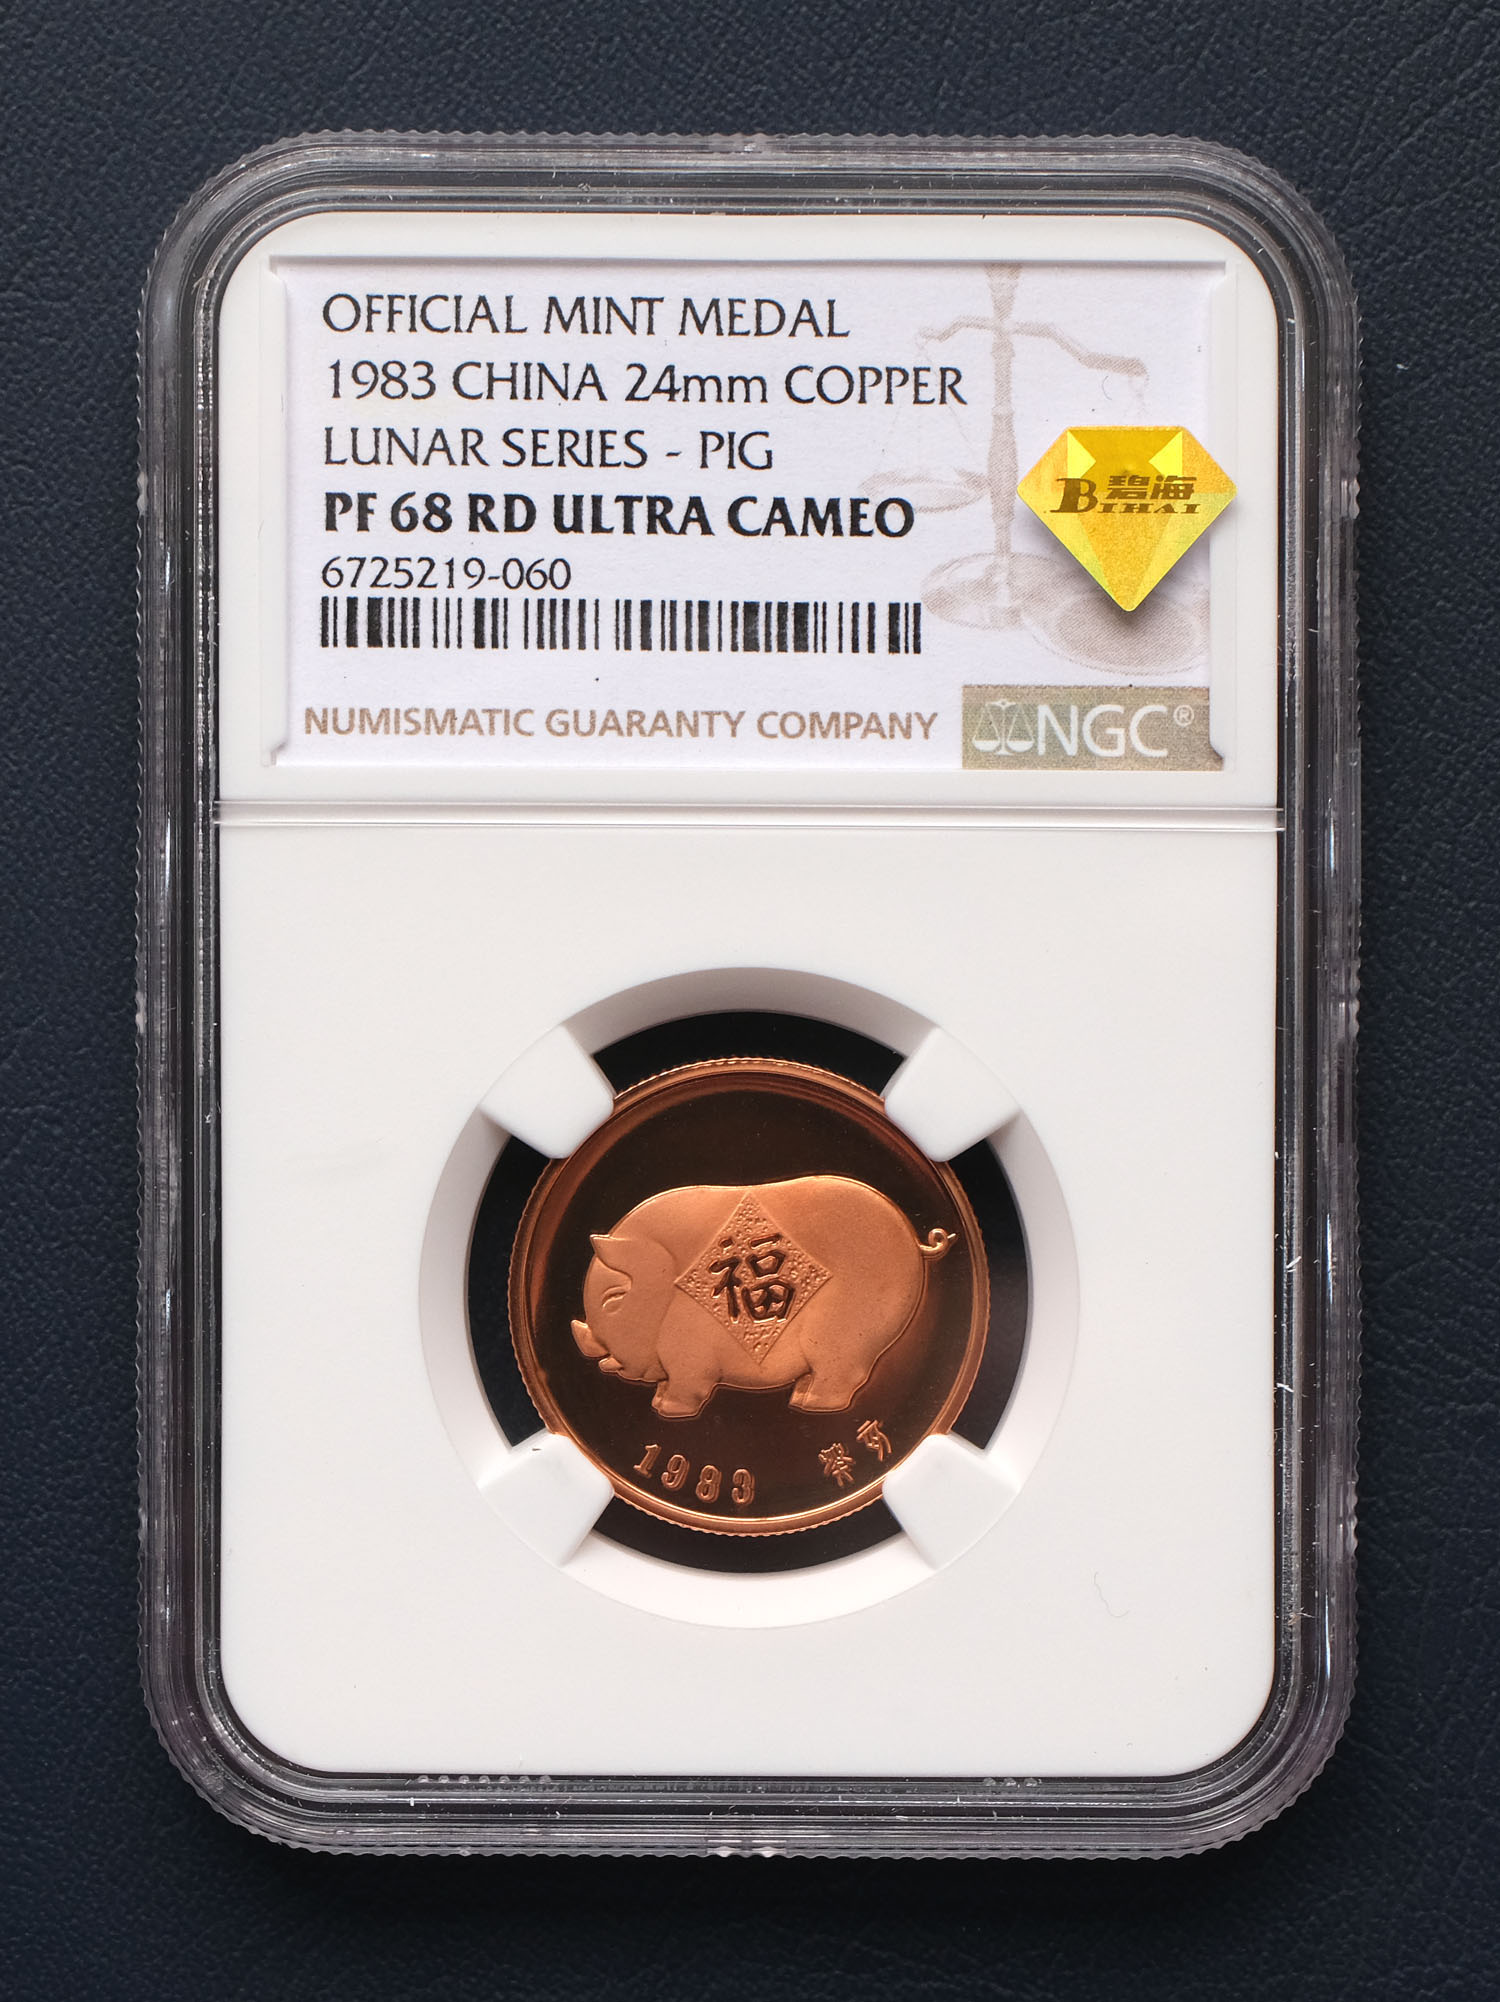 OFFICIAL MINT MEDAL
1983 CHINA 24mm COPPER
LUNAR SERIES - PIG
PF 68 RD ULTRA CAMEO
6725219-060
碧海
BIHAI
NUMISMATIC GUARANTY COMPANY
NGC®
福
1983
癸亥